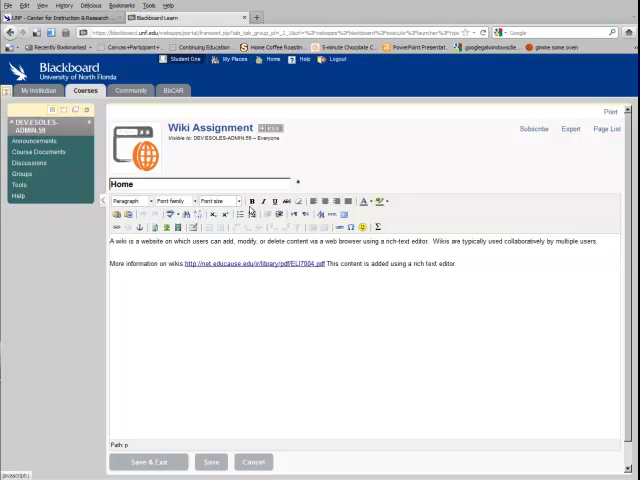 File Edit View History Delicious Bookmarks Tools Help
UNF - Center for Instruction & Research ...
Blackboard Learn
Google
Recently Bookmarked
Canvas+Participant+...
Continuing Education ...
Home Coffee Roastin...
5-minute Chocolate C...
PowerPoint Presentat...
googlegalvindowsdle...
gimme some oven
Student One My Places Home Help Logout
Blackboard
University of North Florida
My Institution Courses Community BbCAR
DEV.ESOLES-ADMIN.59
Announcements
Course Documents
Discussions
Groups
Tools
Help
Print
Wiki Assignment
Visible to: DEV.ESOLES-ADMIN.59 – Everyone
Subscribe Export Page List
Home *
Paragraph Font family Font size B I U ABC
A wiki is a website on which users can add, modify, or delete content via a web browser using a rich-text editor. Wikis are typically used collaboratively by multiple users.
More information on wikis:http://net.educause.edu/ir/library/pdf/ELI7004.pdf This content is added using a rich text editor.
Path: p
Save & Exit Save Cancel
javascript:;